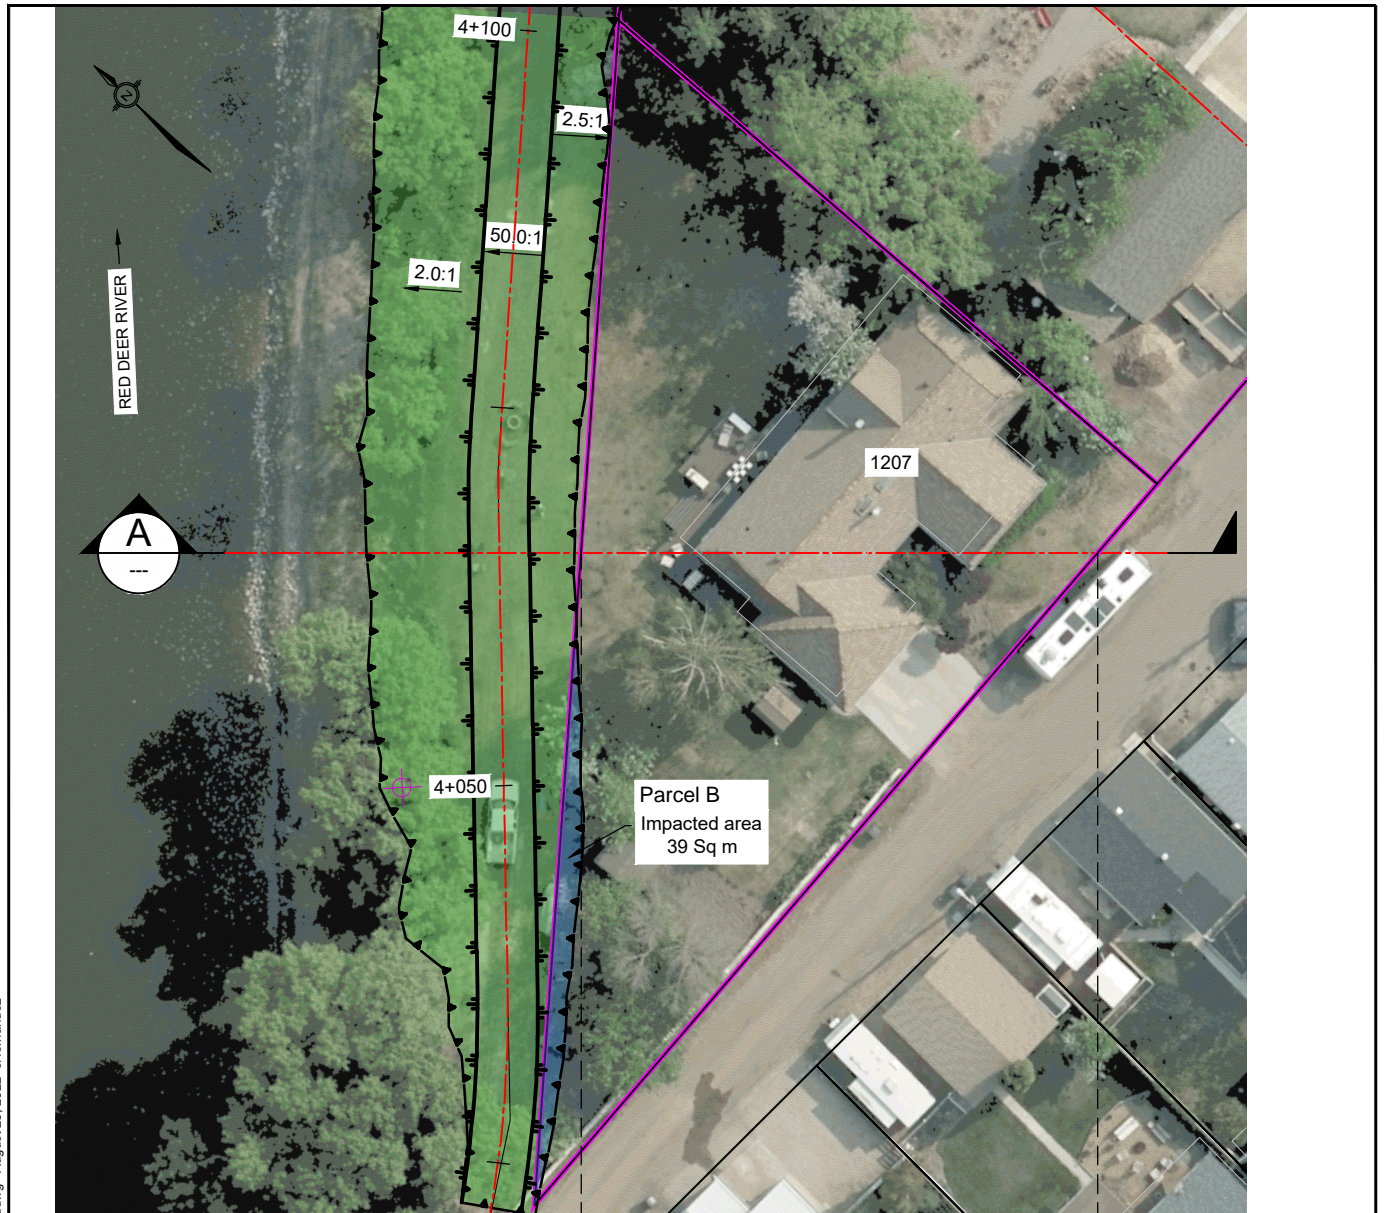 4+100
2.5:1
N
50.0:1
2.0:1
RED DEER RIVER
1207
A
---
4+050
Parcel B
Impacted area
39 Sq m